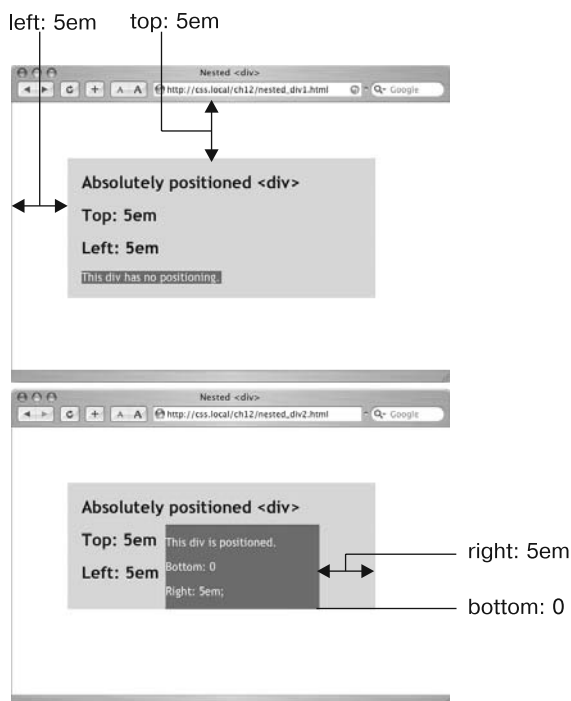 left: 5em
top: 5em
Nested <div>
A A
http://css.local/ch12/nested_div1.html
Google
Absolutely positioned <div>
Top: 5em
Left: 5em
This div has no positioning.
Nested <div>
A A
http://css.local/ch12/nested_div2.html
Google
Absolutely positioned <div>
Top: 5em
Left: 5em
This div is positioned.
Bottom: 0
Right: 5em;
right: 5em
bottom: 0